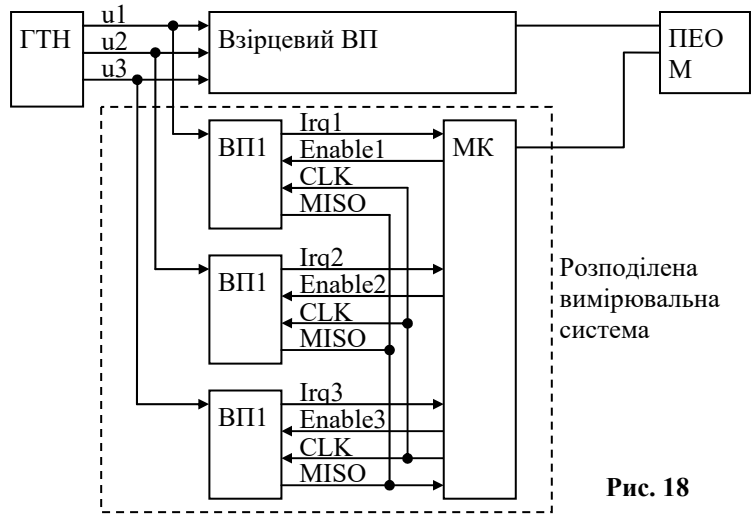 u1
ГТН
u2
u3
Взірцевий ВП
ПЕО
М
ВП1
Irq1
Enable1
CLK
MISO
МК
ВП1
Irq2
Enable2
CLK
MISO
Розподілена
вимірювальна
система
ВП1
Irq3
Enable3
CLK
MISO
Рис. 18